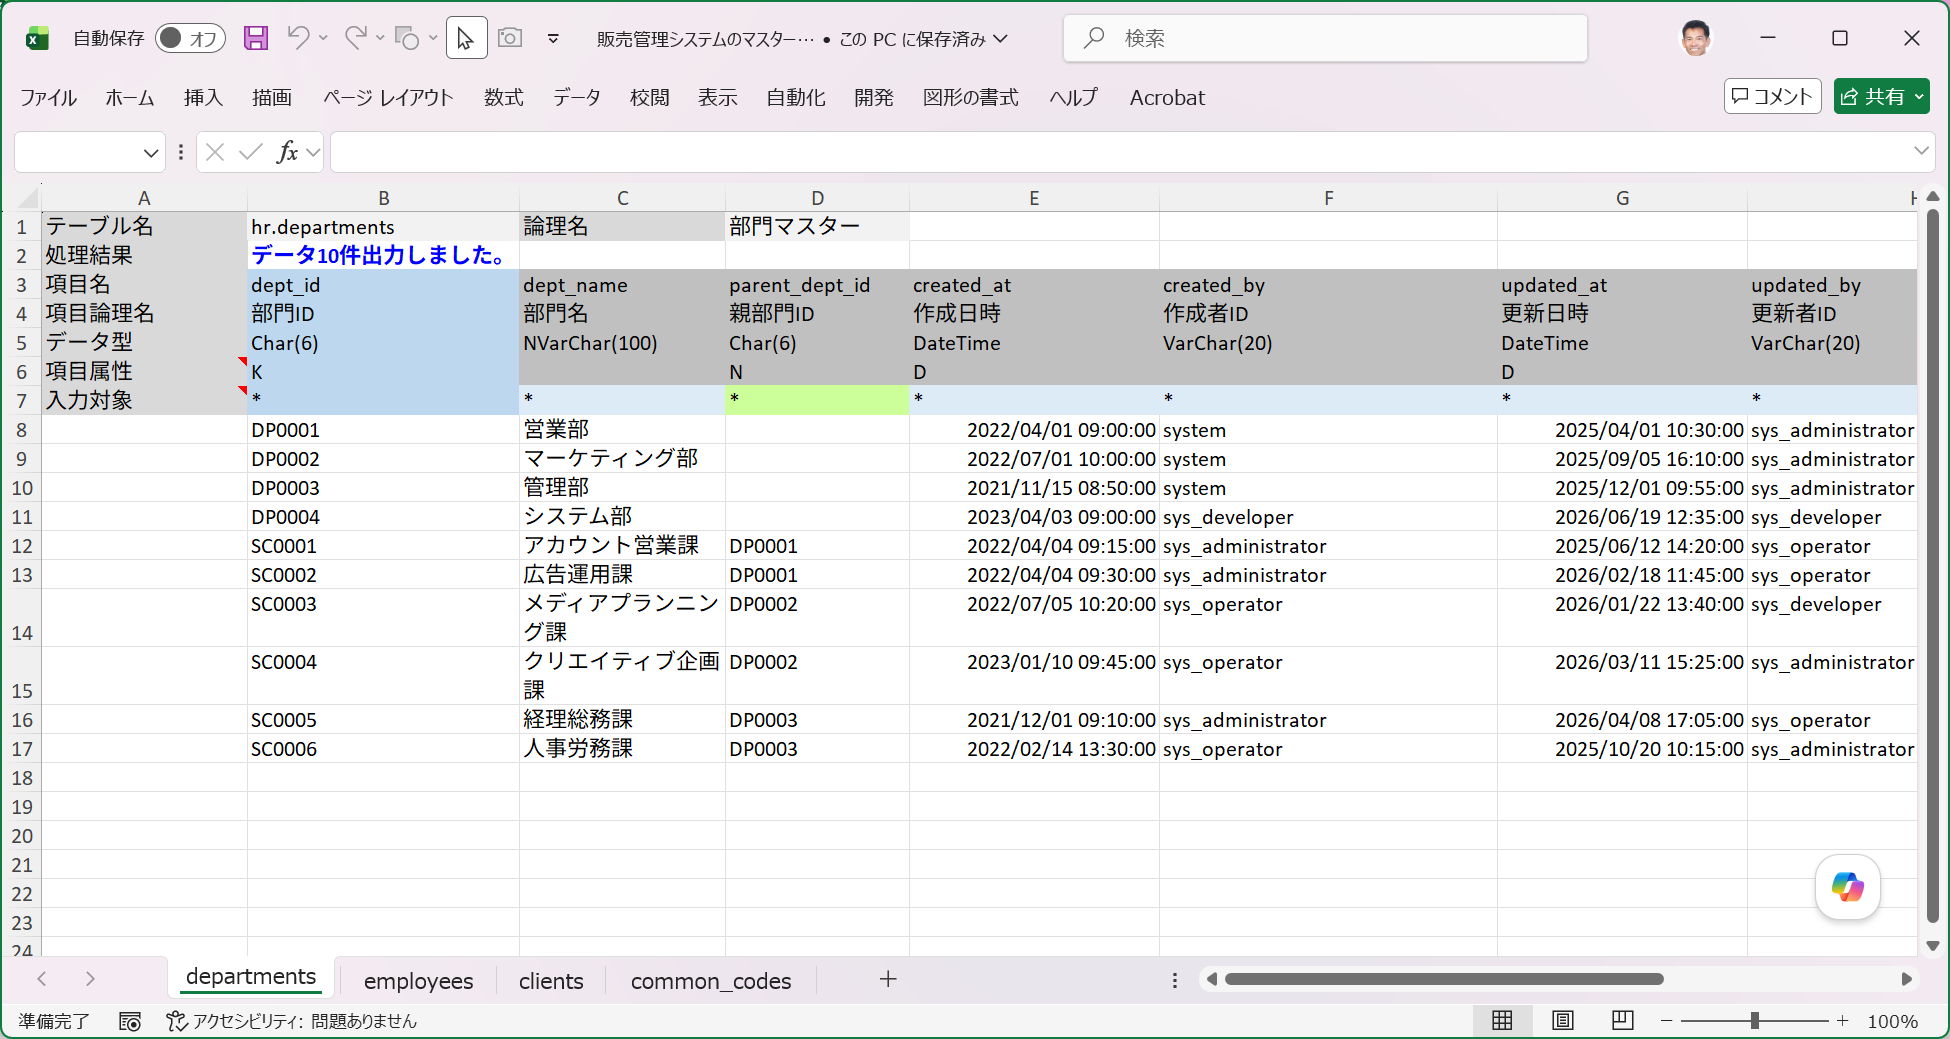 自動保存 オフ 販売管理システムのマスター… • この PC に保存済み 検索
ファイル ホーム 挿入 描画 ページ レイアウト 数式 データ 校閲 表示 自動化 開発 図形の書式 ヘルプ Acrobat コメント 共有
fx
A B C D E F G H
1 テーブル名 hr.departments 論理名 部門マスター
2 処理結果 データ10件出力しました。
3 項目名 dept_id dept_name parent_dept_id created_at created_by updated_at updated_by
4 項目論理名 部門ID 部門名 親部門ID 作成日時 作成者ID 更新日時 更新者ID
5 データ型 Char(6) NVarChar(100) Char(6) DateTime VarChar(20) DateTime VarChar(20)
6 項目属性 K N D D
7 入力対象 * * * * * * *
8 DP0001 営業部 2022/04/01 09:00:00 system 2025/04/01 10:30:00 sys_administrator
9 DP0002 マーケティング部 2022/07/01 10:00:00 system 2025/09/05 16:10:00 sys_administrator
10 DP0003 管理部 2021/11/15 08:50:00 system 2025/12/01 09:55:00 sys_administrator
11 DP0004 システム部 2023/04/03 09:00:00 sys_developer 2026/06/19 12:35:00 sys_developer
12 SC0001 アカウント営業課 DP0001 2022/04/04 09:15:00 sys_administrator 2025/06/12 14:20:00 sys_operator
13 SC0002 広告運用課 DP0001 2022/04/04 09:30:00 sys_administrator 2026/02/18 11:45:00 sys_operator
SC0003 メディアプランニン DP0002 2022/07/05 10:20:00 sys_operator 2026/01/22 13:40:00 sys_developer
14 グ課
SC0004 クリエイティブ企画 DP0002 2023/01/10 09:45:00 sys_operator 2026/03/11 15:25:00 sys_administrator
15 課
16 SC0005 経理総務課 DP0003 2021/12/01 09:10:00 sys_administrator 2026/04/08 17:05:00 sys_operator
17 SC0006 人事労務課 DP0003 2022/02/14 13:30:00 sys_operator 2025/10/20 10:15:00 sys_administrator
18
19
20
21
22
23
24
departments employees clients common_codes
準備完了 アクセシビリティ: 問題ありません 100%